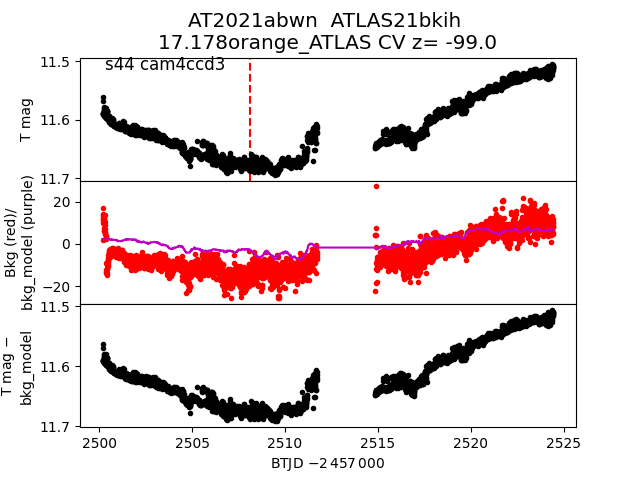 AT2021abwn  ATLAS21bkih
17.178orange_ATLAS CV z= -99.0
s44 cam4ccd3
T mag
11.5
11.6
11.7
Bkg (red)/
bkg_model (purple)
20
0
−20
T mag −
bkg_model
11.5
11.6
11.7
2500
2505
2510
2515
2520
2525
BTJD −2 457 000